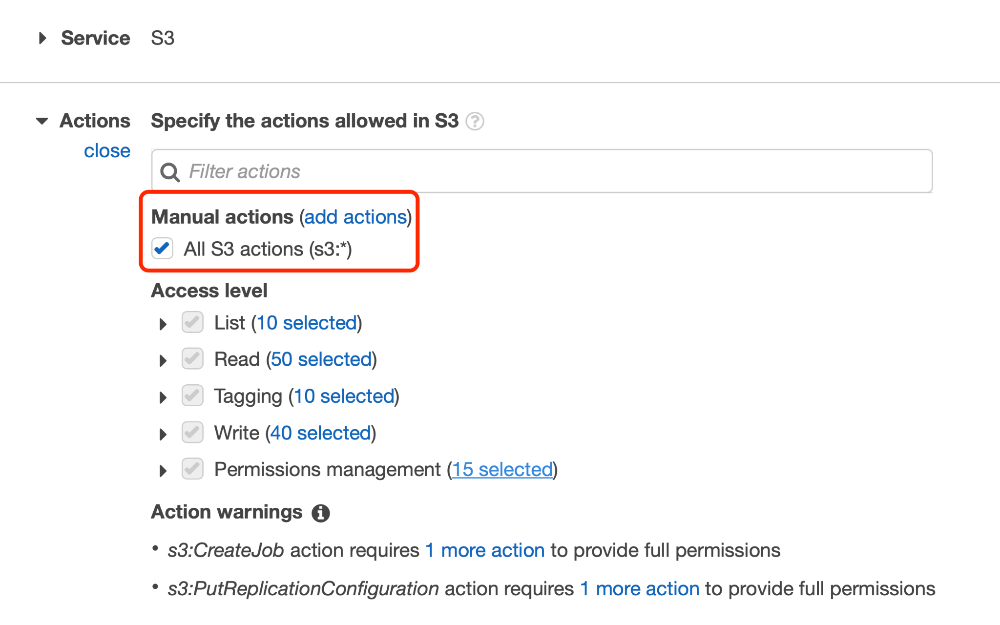 Service S3
Actions Specify the actions allowed in S3 ?
close
Filter actions
Manual actions (add actions)
All S3 actions (s3:*)
Access level
List (10 selected)
Read (50 selected)
Tagging (10 selected)
Write (40 selected)
Permissions management (15 selected)
Action warnings i
• s3:CreateJob action requires 1 more action to provide full permissions
• s3:PutReplicationConfiguration action requires 1 more action to provide full permissions